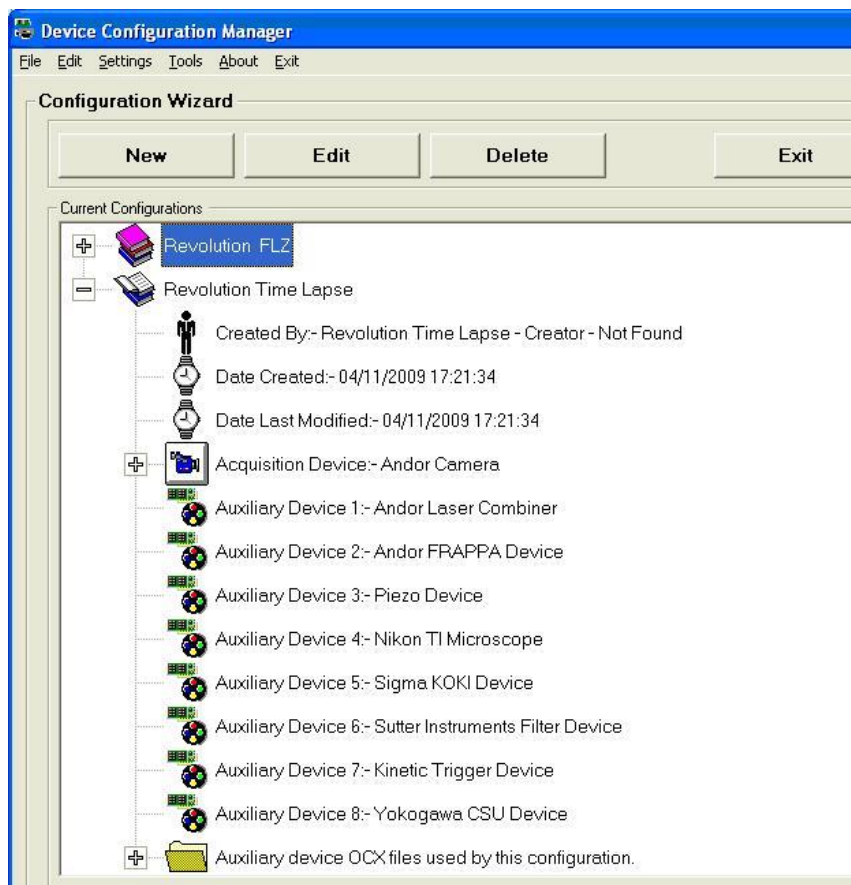 Device Configuration Manager
File Edit Settings Tools About Exit
Configuration Wizard
New Edit Delete Exit
Current Configurations
Revolution FLZ
Revolution Time Lapse
Created By:- Revolution Time Lapse - Creator - Not Found
Date Created:- 04/11/2009 17:21:34
Date Last Modified:- 04/11/2009 17:21:34
Acquisition Device:- Andor Camera
Auxiliary Device 1:- Andor Laser Combiner
Auxiliary Device 2:- Andor FRAPPA Device
Auxiliary Device 3:- Piezo Device
Auxiliary Device 4:- Nikon TI Microscope
Auxiliary Device 5:- Sigma KOKI Device
Auxiliary Device 6:- Sutter Instruments Filter Device
Auxiliary Device 7:- Kinetic Trigger Device
Auxiliary Device 8:- Yokogawa CSU Device
Auxiliary device OCX files used by this configuration.